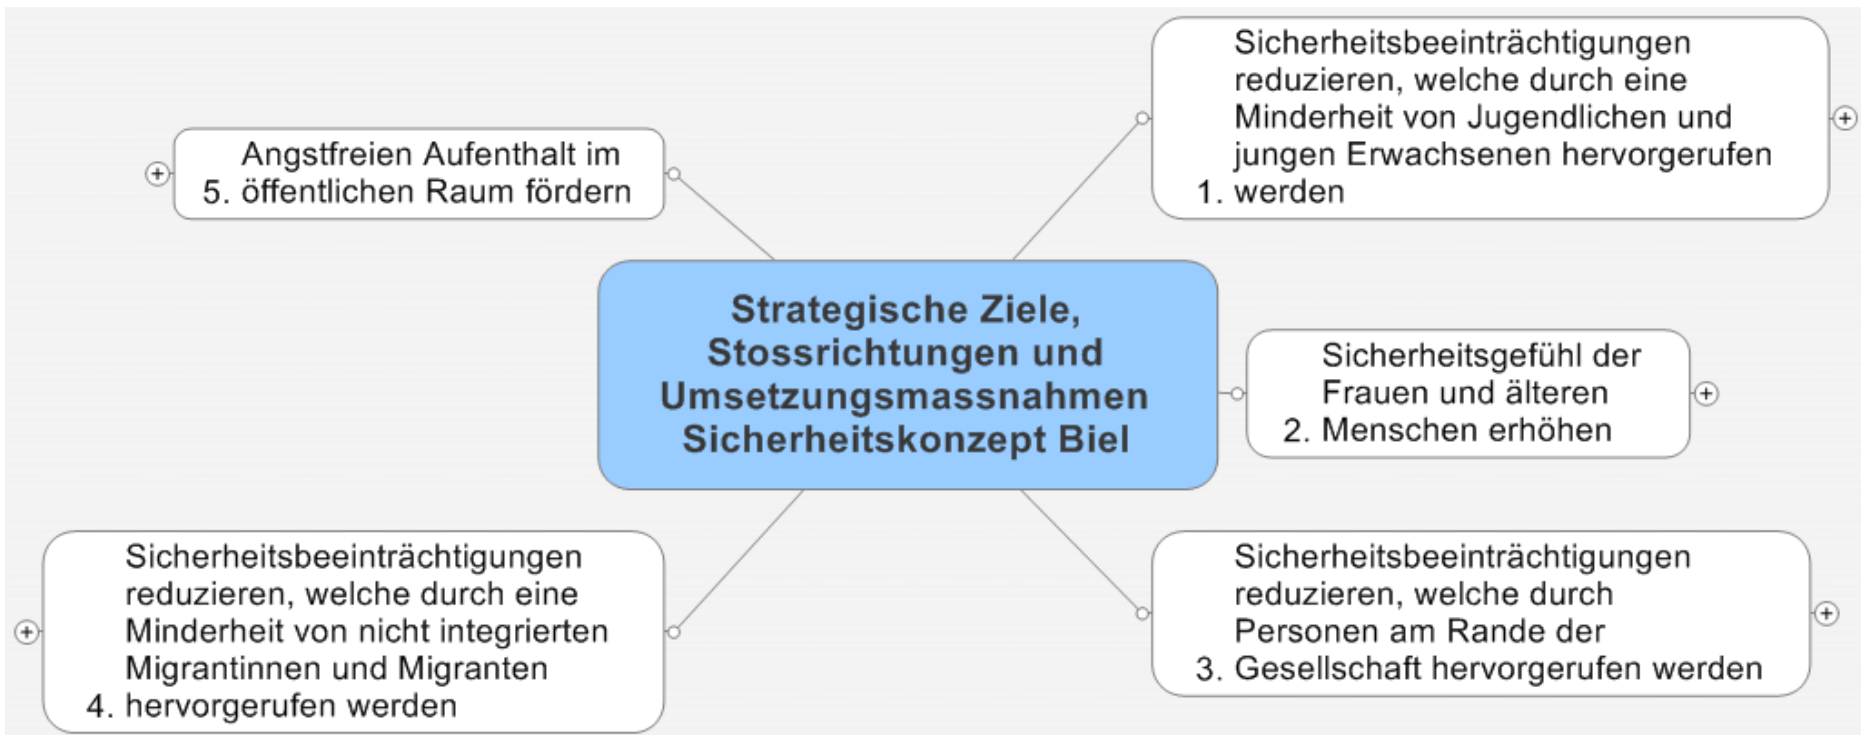 Strategische Ziele,
Stossrichtungen und
Umsetzungsmassnahmen
Sicherheitskonzept Biel
Sicherheitsbeeinträchtigungen
reduzieren, welche durch eine
Minderheit von Jugendlichen und
jungen Erwachsenen hervorgerufen
1. werden
Sicherheitsgefühl der
Frauen und älteren
2. Menschen erhöhen
Sicherheitsbeeinträchtigungen
reduzieren, welche durch
Personen am Rande der
3. Gesellschaft hervorgerufen werden
Sicherheitsbeeinträchtigungen
reduzieren, welche durch eine
Minderheit von nicht integrierten
Migrantinnen und Migranten
4. hervorgerufen werden
Angstfreien Aufenthalt im
5. öffentlichen Raum fördern